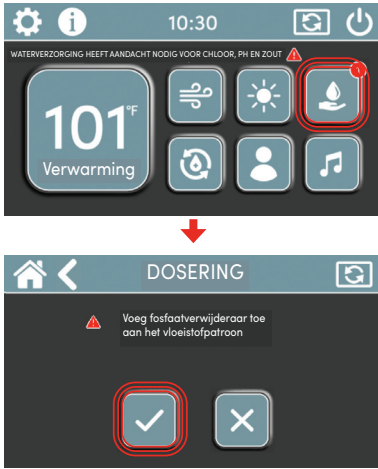 10:30
WATERVERZORGING HEEFT AANDACHT NODIG VOOR CHLOOR, PH EN ZOUT
101°F
Verwarming
DOSERING
Voeg fosfaatverwijderaar toe
aan het vloeistofpatroon